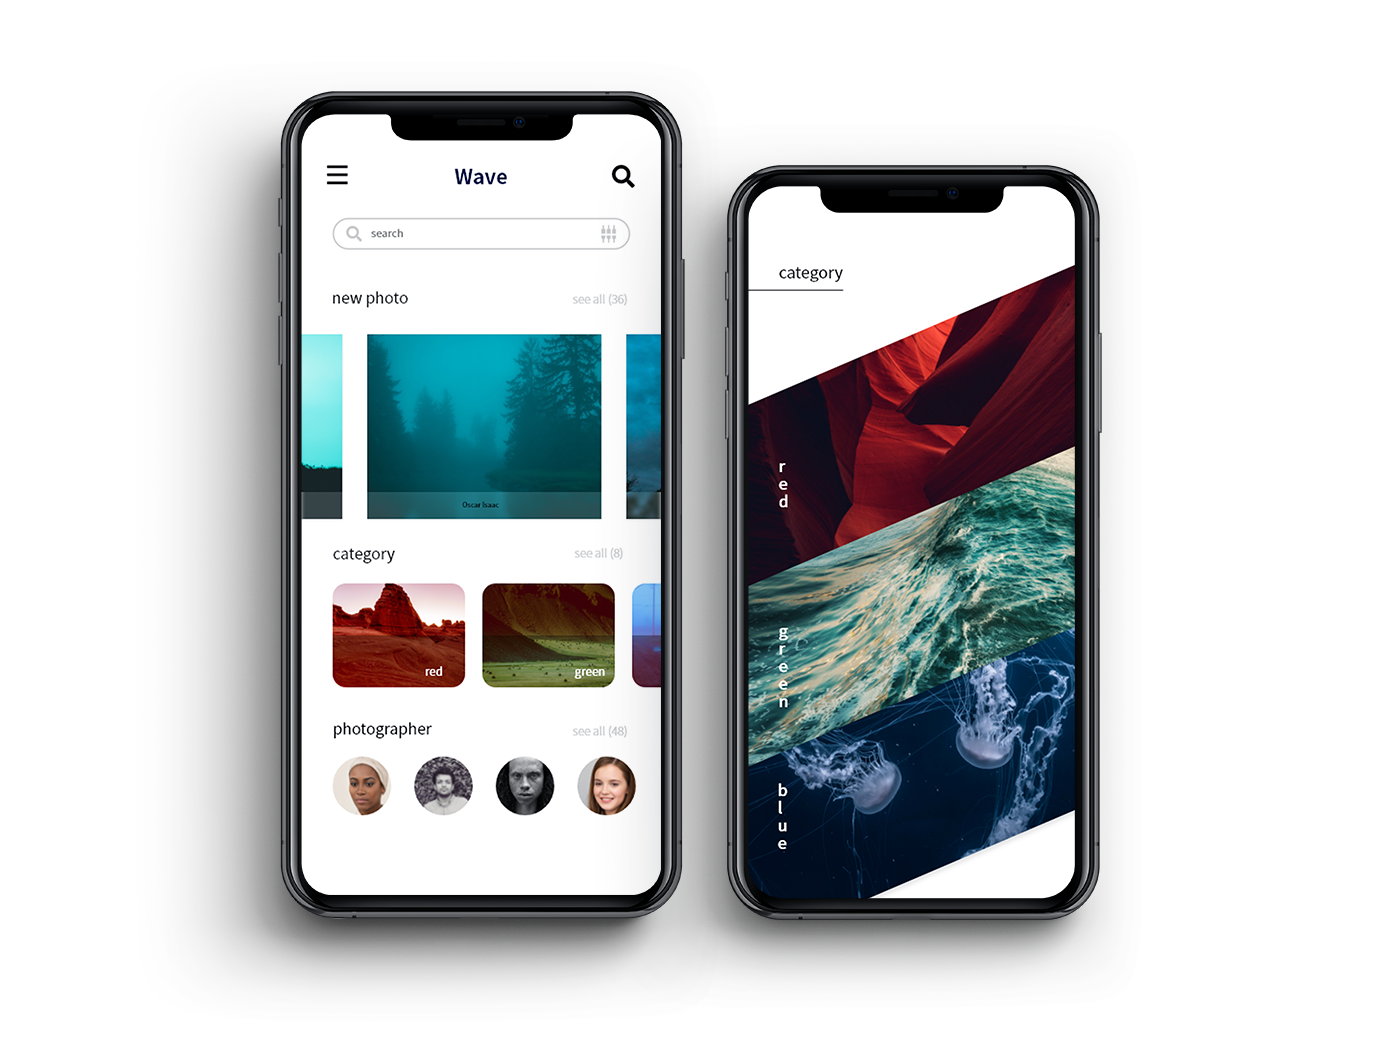 Wave
search
new photo
see all (36)
Oscar Isaac
category
see all (8)
red
green
photographer
see all (48)
category
red
green
blue